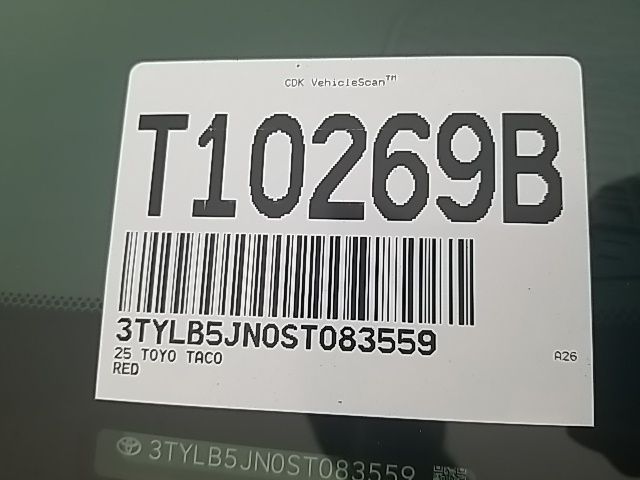 CDK VehicleScan™
T10269B
3TYLB5JN0ST083559
25 TOYO TACO
A26
RED
3TYLB5JN0ST083559